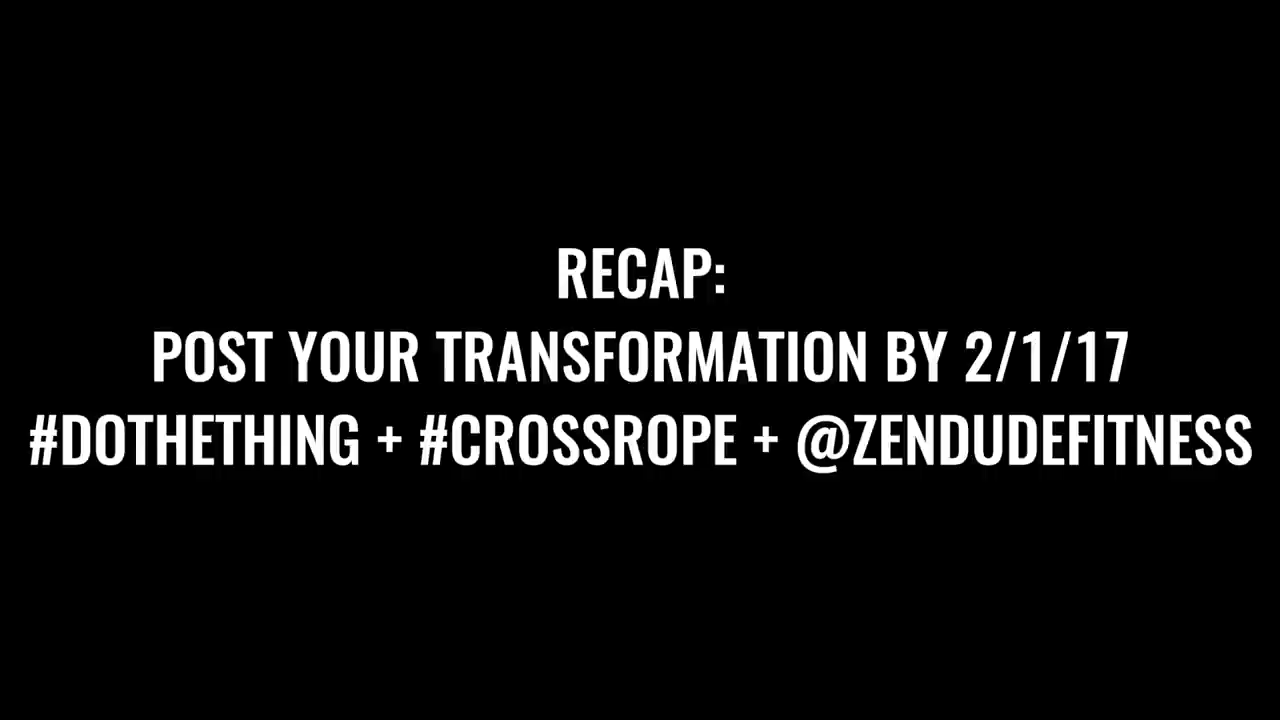 RECAP:
POST YOUR TRANSFORMATION BY 2/1/17
#DOTHETHING + #CROSSROPE + @ZENDUDEFITNESS